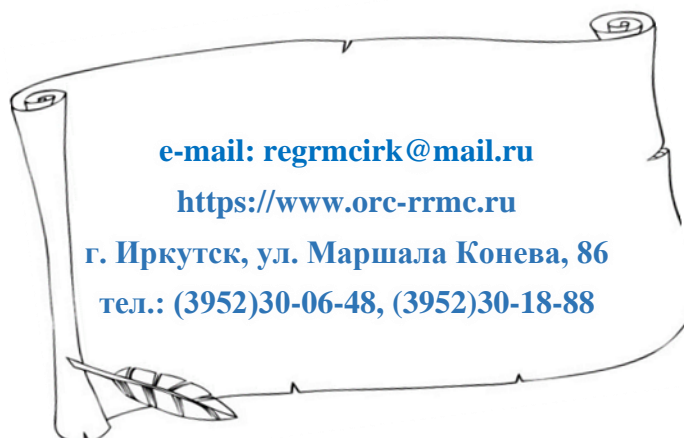 e-mail: regrmcirk@mail.ru
https://www.orc-rrmc.ru
г. Иркутск, ул. Маршала Конева, 86
тел.: (3952)30-06-48, (3952)30-18-88